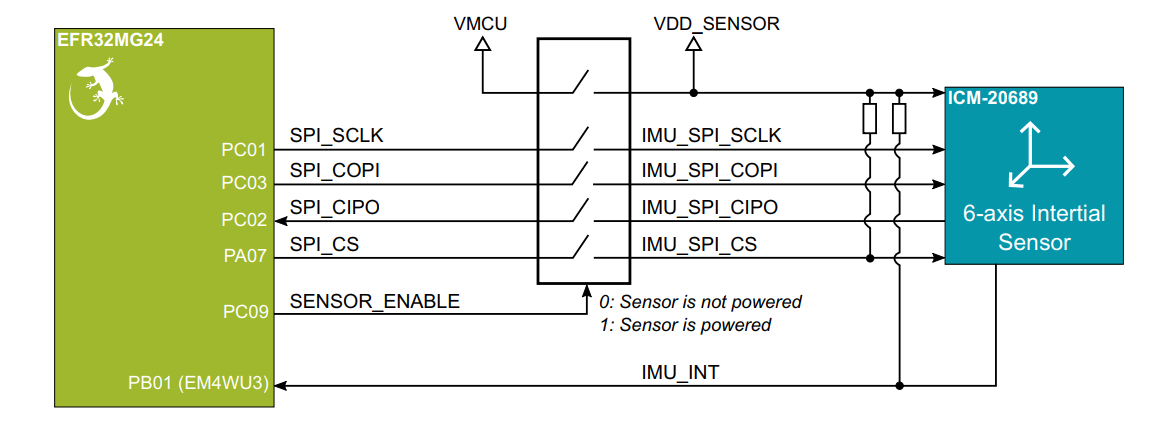 VMCU
VDD_SENSOR
EFR32MG24
ICM-20689
PC01
SPI_SCLK
IMU_SPI_SCLK
PC03
SPI_COPI
IMU_SPI_COPI
PC02
SPI_CIPO
IMU_SPI_CIPO
PA07
SPI_CS
IMU_SPI_CS
6-axis Intertial
Sensor
PC09
SENSOR_ENABLE
0: Sensor is not powered
1: Sensor is powered
PB01 (EM4WU3)
IMU_INT